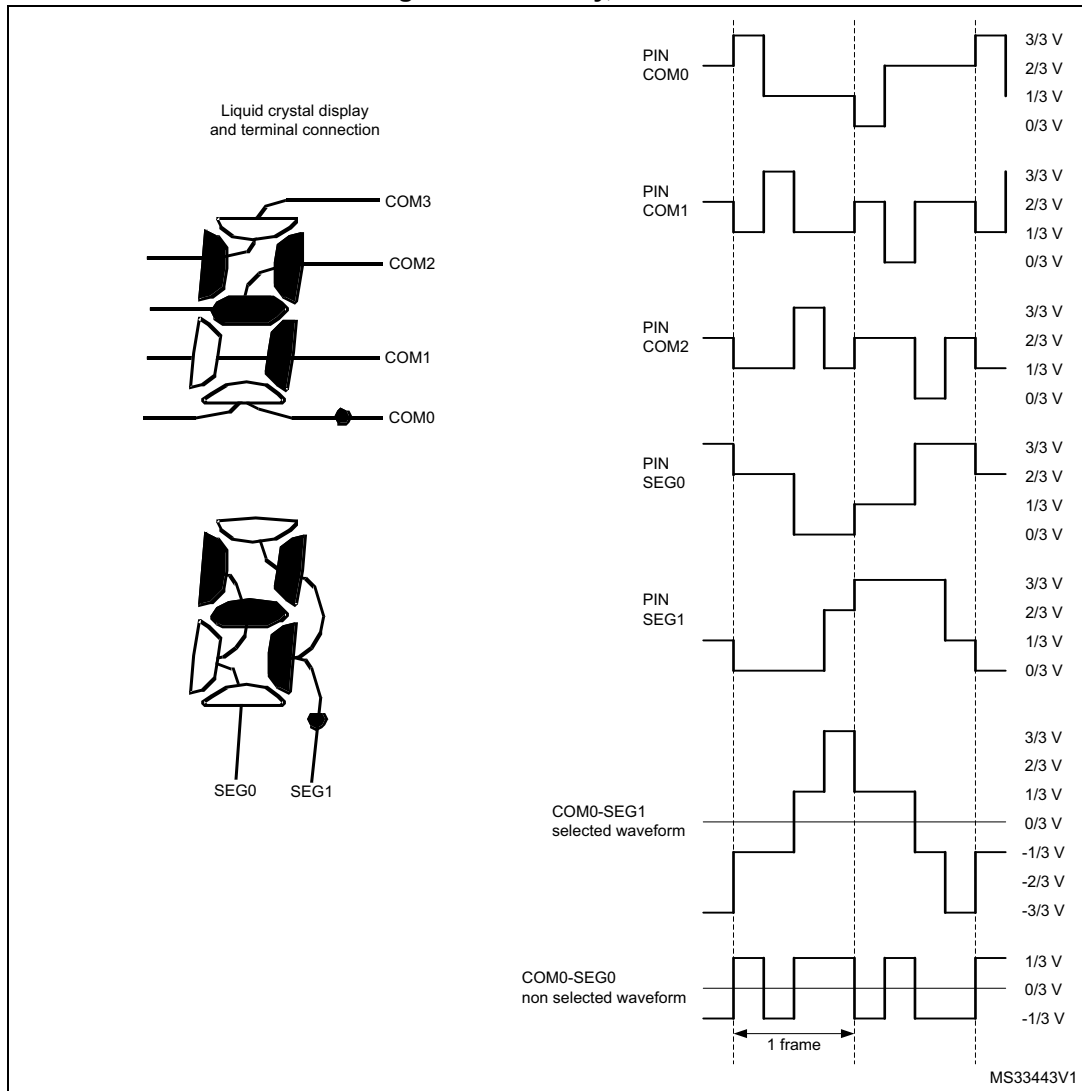 Liquid crystal display
and terminal connection
COM3
COM2
COM1
COM0
SEG0 SEG1
PIN
COM0
3/3 V
2/3 V
1/3 V
0/3 V
PIN
COM1
3/3 V
2/3 V
1/3 V
0/3 V
PIN
COM2
3/3 V
2/3 V
1/3 V
0/3 V
PIN
SEG0
3/3 V
2/3 V
1/3 V
0/3 V
PIN
SEG1
3/3 V
2/3 V
1/3 V
0/3 V
COM0-SEG1
selected waveform
3/3 V
2/3 V
1/3 V
0/3 V
-1/3 V
-2/3 V
-3/3 V
COM0-SEG0
non selected waveform
1/3 V
0/3 V
-1/3 V
1 frame
MS33443V1